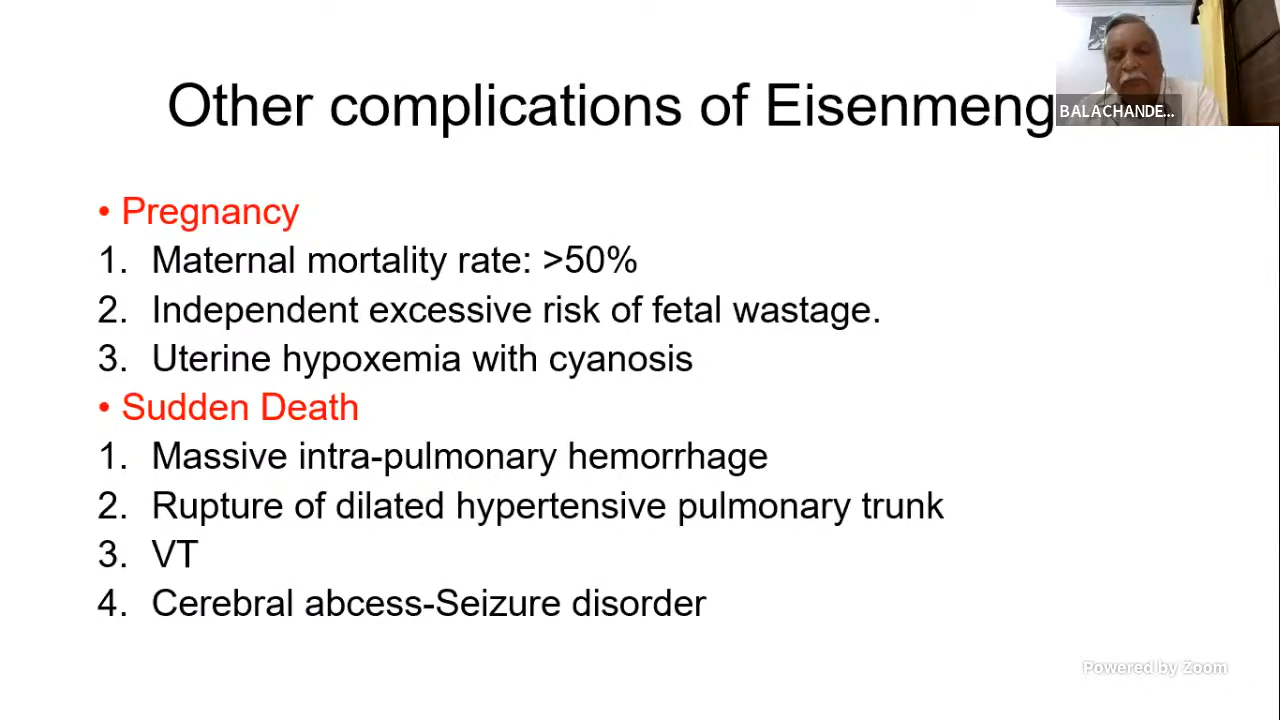 Other complications of Eisenmeng
BALACHANDE...
• Pregnancy
1. Maternal mortality rate: >50%
2. Independent excessive risk of fetal wastage.
3. Uterine hypoxemia with cyanosis
• Sudden Death
1. Massive intra-pulmonary hemorrhage
2. Rupture of dilated hypertensive pulmonary trunk
3. VT
4. Cerebral abcess-Seizure disorder
Powered by Zoom